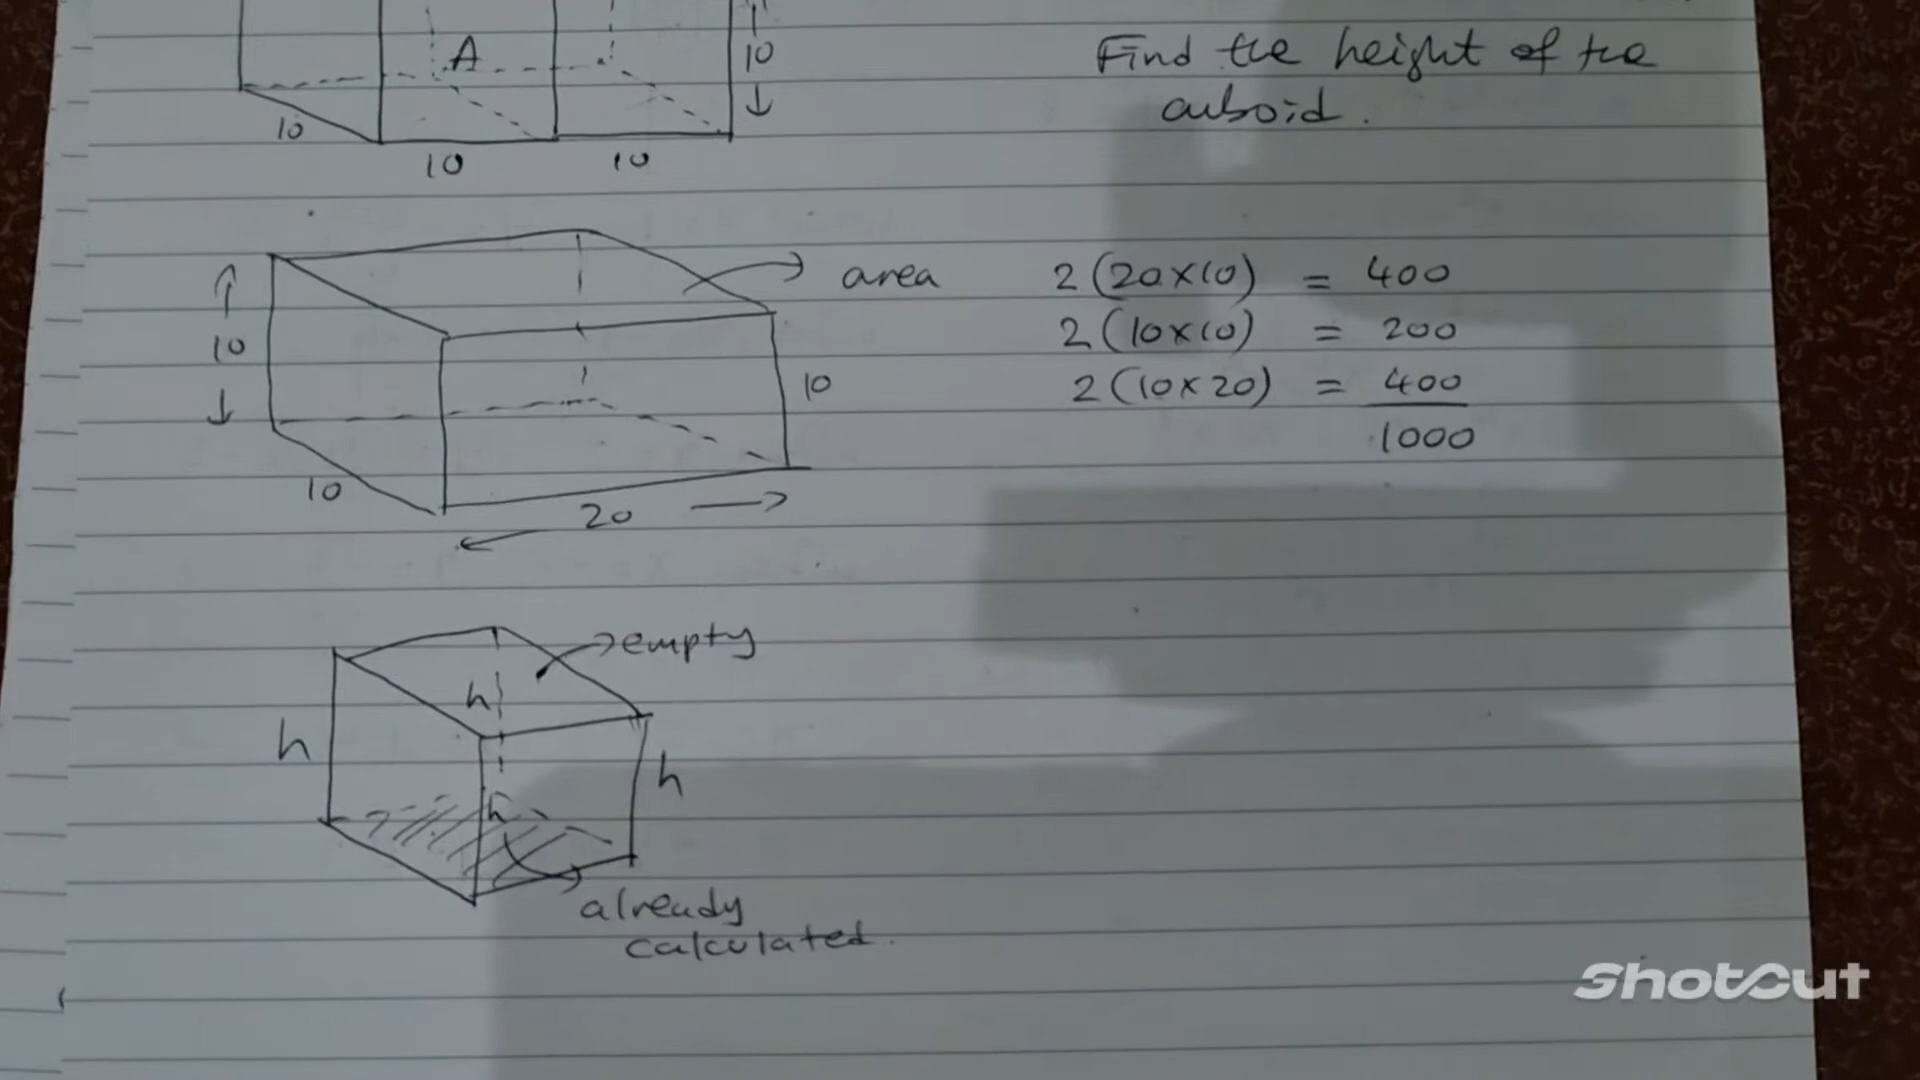 A
10
Find the height of the
cuboid.
10
10
10
area
2(20×10) = 400
10
2(10×10) = 200
10
2(10×20) = 400
1000
10
20
empty
h
h
h
h
already
calculated.
Shotcut